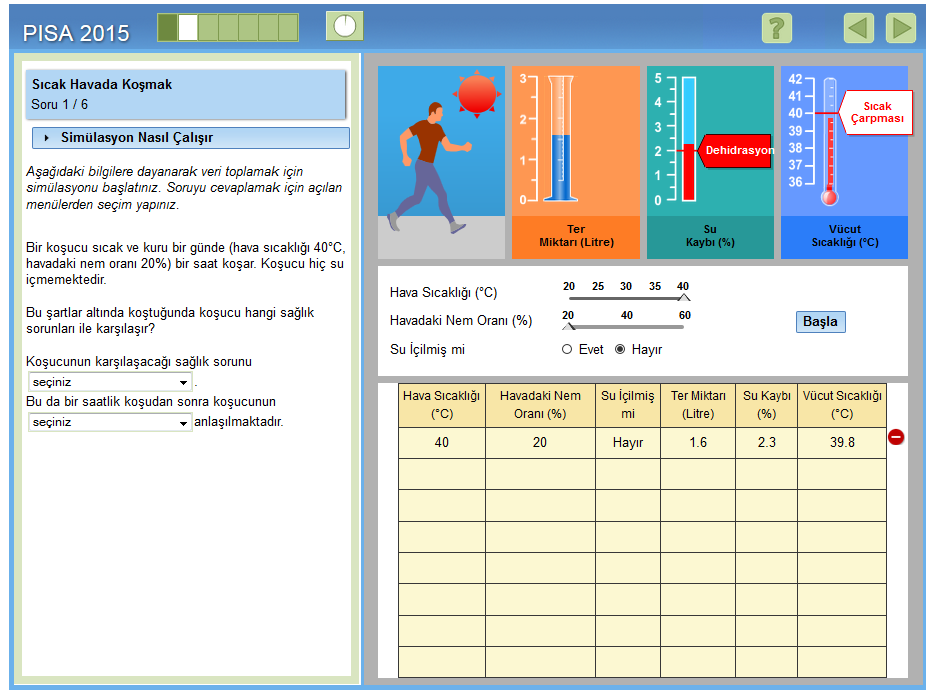 PISA 2015
?
Sıcak Havada Koşmak
Soru 1 / 6
Simülasyon Nasıl Çalışır
Aşağıdaki bilgilere dayanarak veri toplamak için
simülasyonu başlatınız. Soruyu cevaplamak için açılan
menülerden seçim yapınız.
Bir koşucu sıcak ve kuru bir günde (hava sıcaklığı 40°C,
havadaki nem oranı 20%) bir saat koşar. Koşucu hiç su
içmemektedir.
Bu şartlar altında koştuğunda koşucu hangi sağlık
sorunları ile karşılaşır?
Koşucunun karşılaşacağı sağlık sorunu
seçiniz .
Bu da bir saatlik koşudan sonra koşucunun
seçiniz anlaşılmaktadır.
3
2
1
0
Ter
Miktarı (Litre)
5
4
3
2
1
0
Dehidrasyon
Su
Kaybı (%)
42
41
40
39
38
37
36
Sıcak
Çarpması
Vücut
Sıcaklığı (°C)
Hava Sıcaklığı (°C) 20 25 30 35 40
Havadaki Nem Oranı (%) 20 40 60
Su İçilmiş mi Evet Hayır
Başla
Hava Sıcaklığı Havadaki Nem Su İçilmiş Ter Miktarı Su Kaybı Vücut Sıcaklığı
(°C) Oranı (%) mi (Litre) (%) (°C)
40 20 Hayır 1.6 2.3 39.8